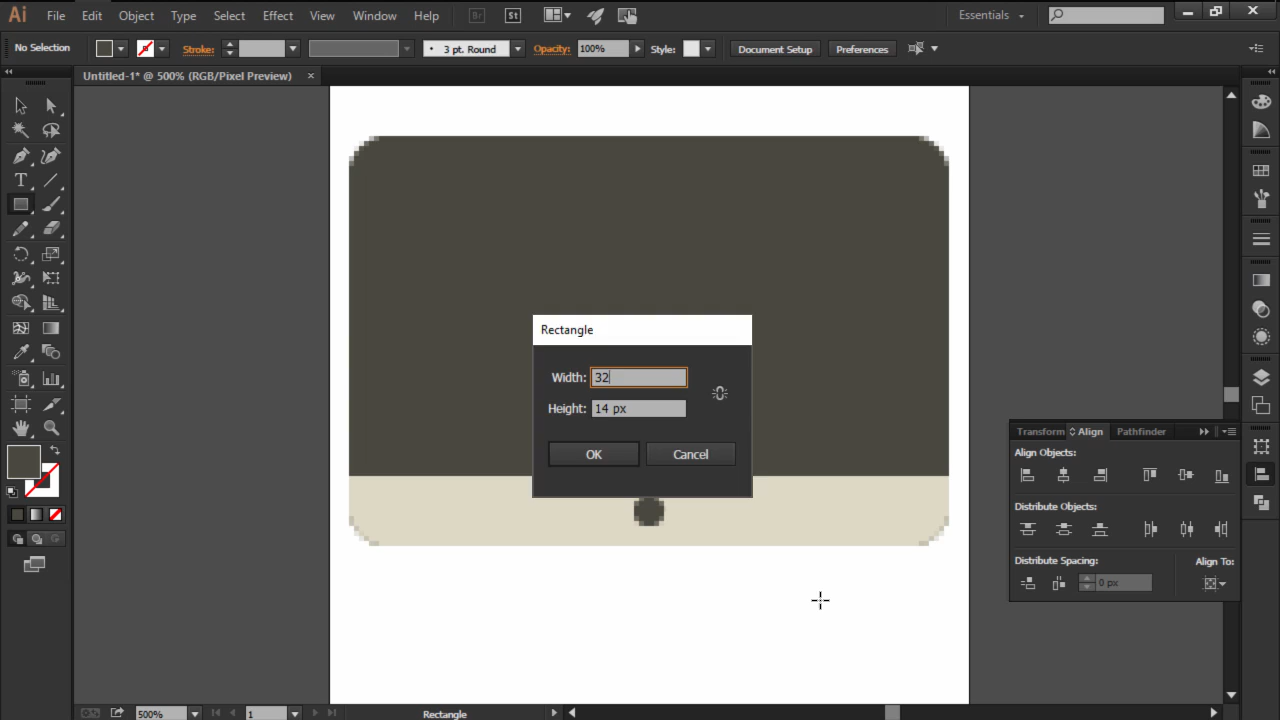 Ai File Edit Object Type Select Effect View Window Help Br St Essentials
No Selection Stroke: 3 pt. Round Opacity: 100% Style: Document Setup Preferences
Untitled-1* @ 500% (RGB/Pixel Preview) ×
Rectangle
Width: 32
Height: 14 px
OK Cancel
Transform Align Pathfinder
Align Objects:
Distribute Objects:
Distribute Spacing: Align To:
0 px
500% 1 Rectangle